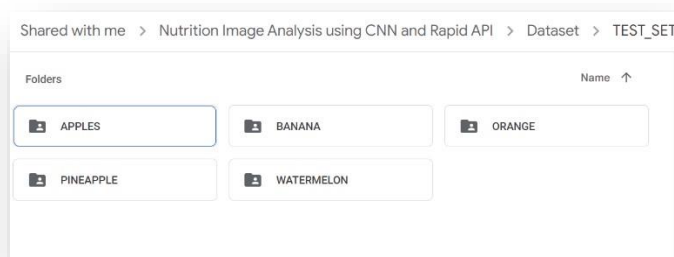 Shared with me > Nutrition Image Analysis using CNN and Rapid API > Dataset > TEST_SET
Folders Name ↑
APPLES BANANA ORANGE
PINEAPPLE WATERMELON